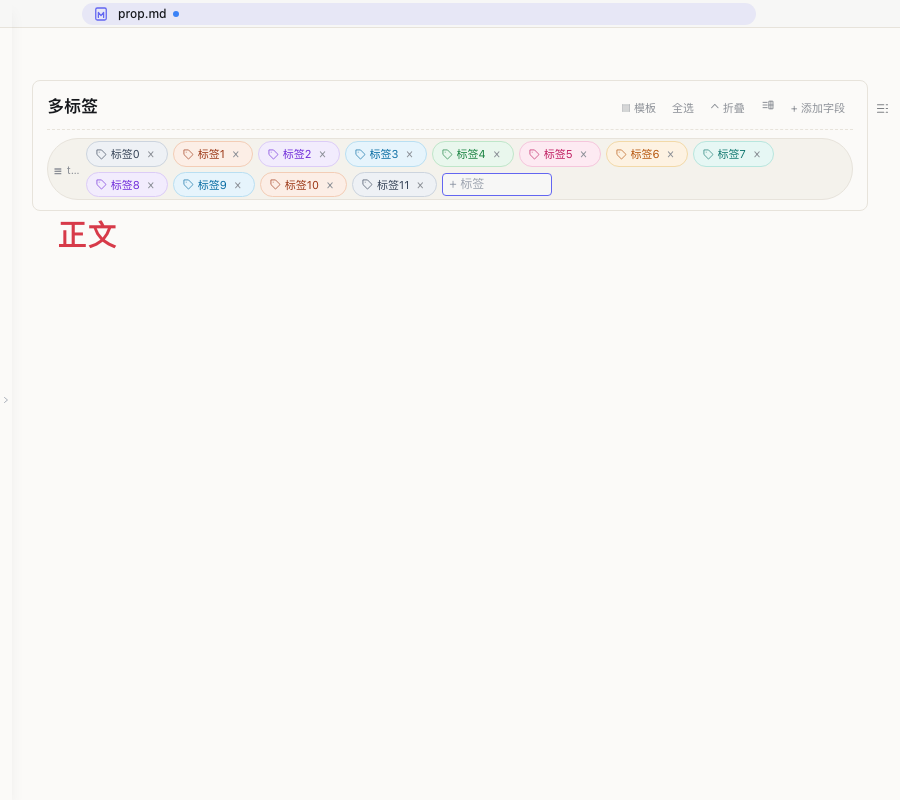 prop.md
多标签
模板 全选 折叠 + 添加字段
t... 标签0 × 标签1 × 标签2 × 标签3 × 标签4 × 标签5 × 标签6 × 标签7 ×
标签8 × 标签9 × 标签10 × 标签11 × + 标签
正文